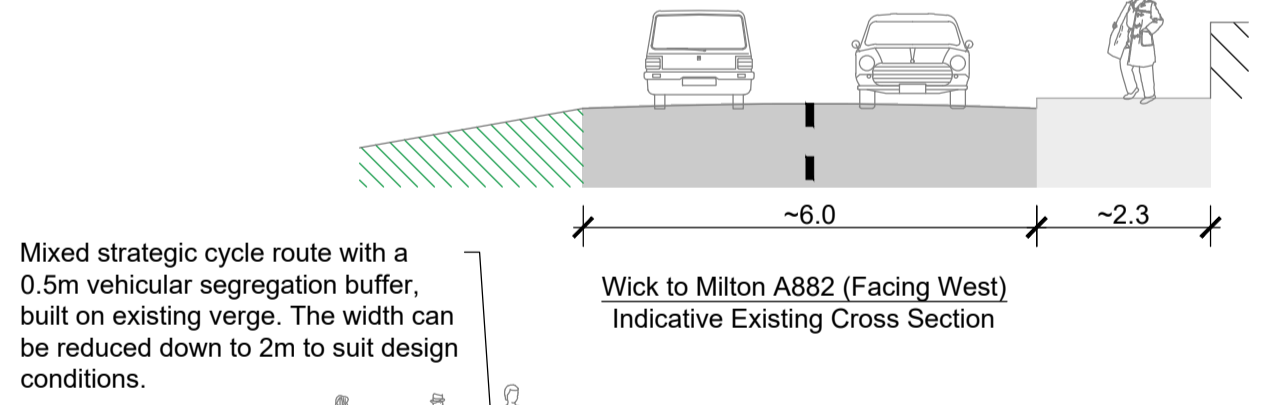 ~6.0
~2.3
Mixed strategic cycle route with a
0.5m vehicular segregation buffer,
built on existing verge. The width can
be reduced down to 2m to suit design
conditions.
Wick to Milton A882 (Facing West)
Indicative Existing Cross Section